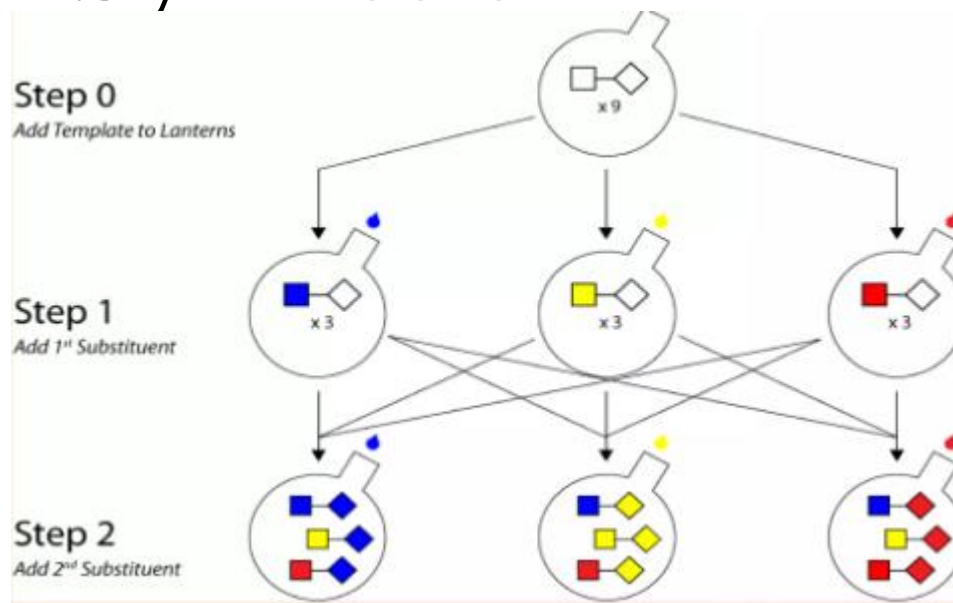 Step 0
Add Template to Lanterns
x 9
Step 1
Add 1st Substituent
x 3
x 3
x 3
Step 2
Add 2nd Substituent